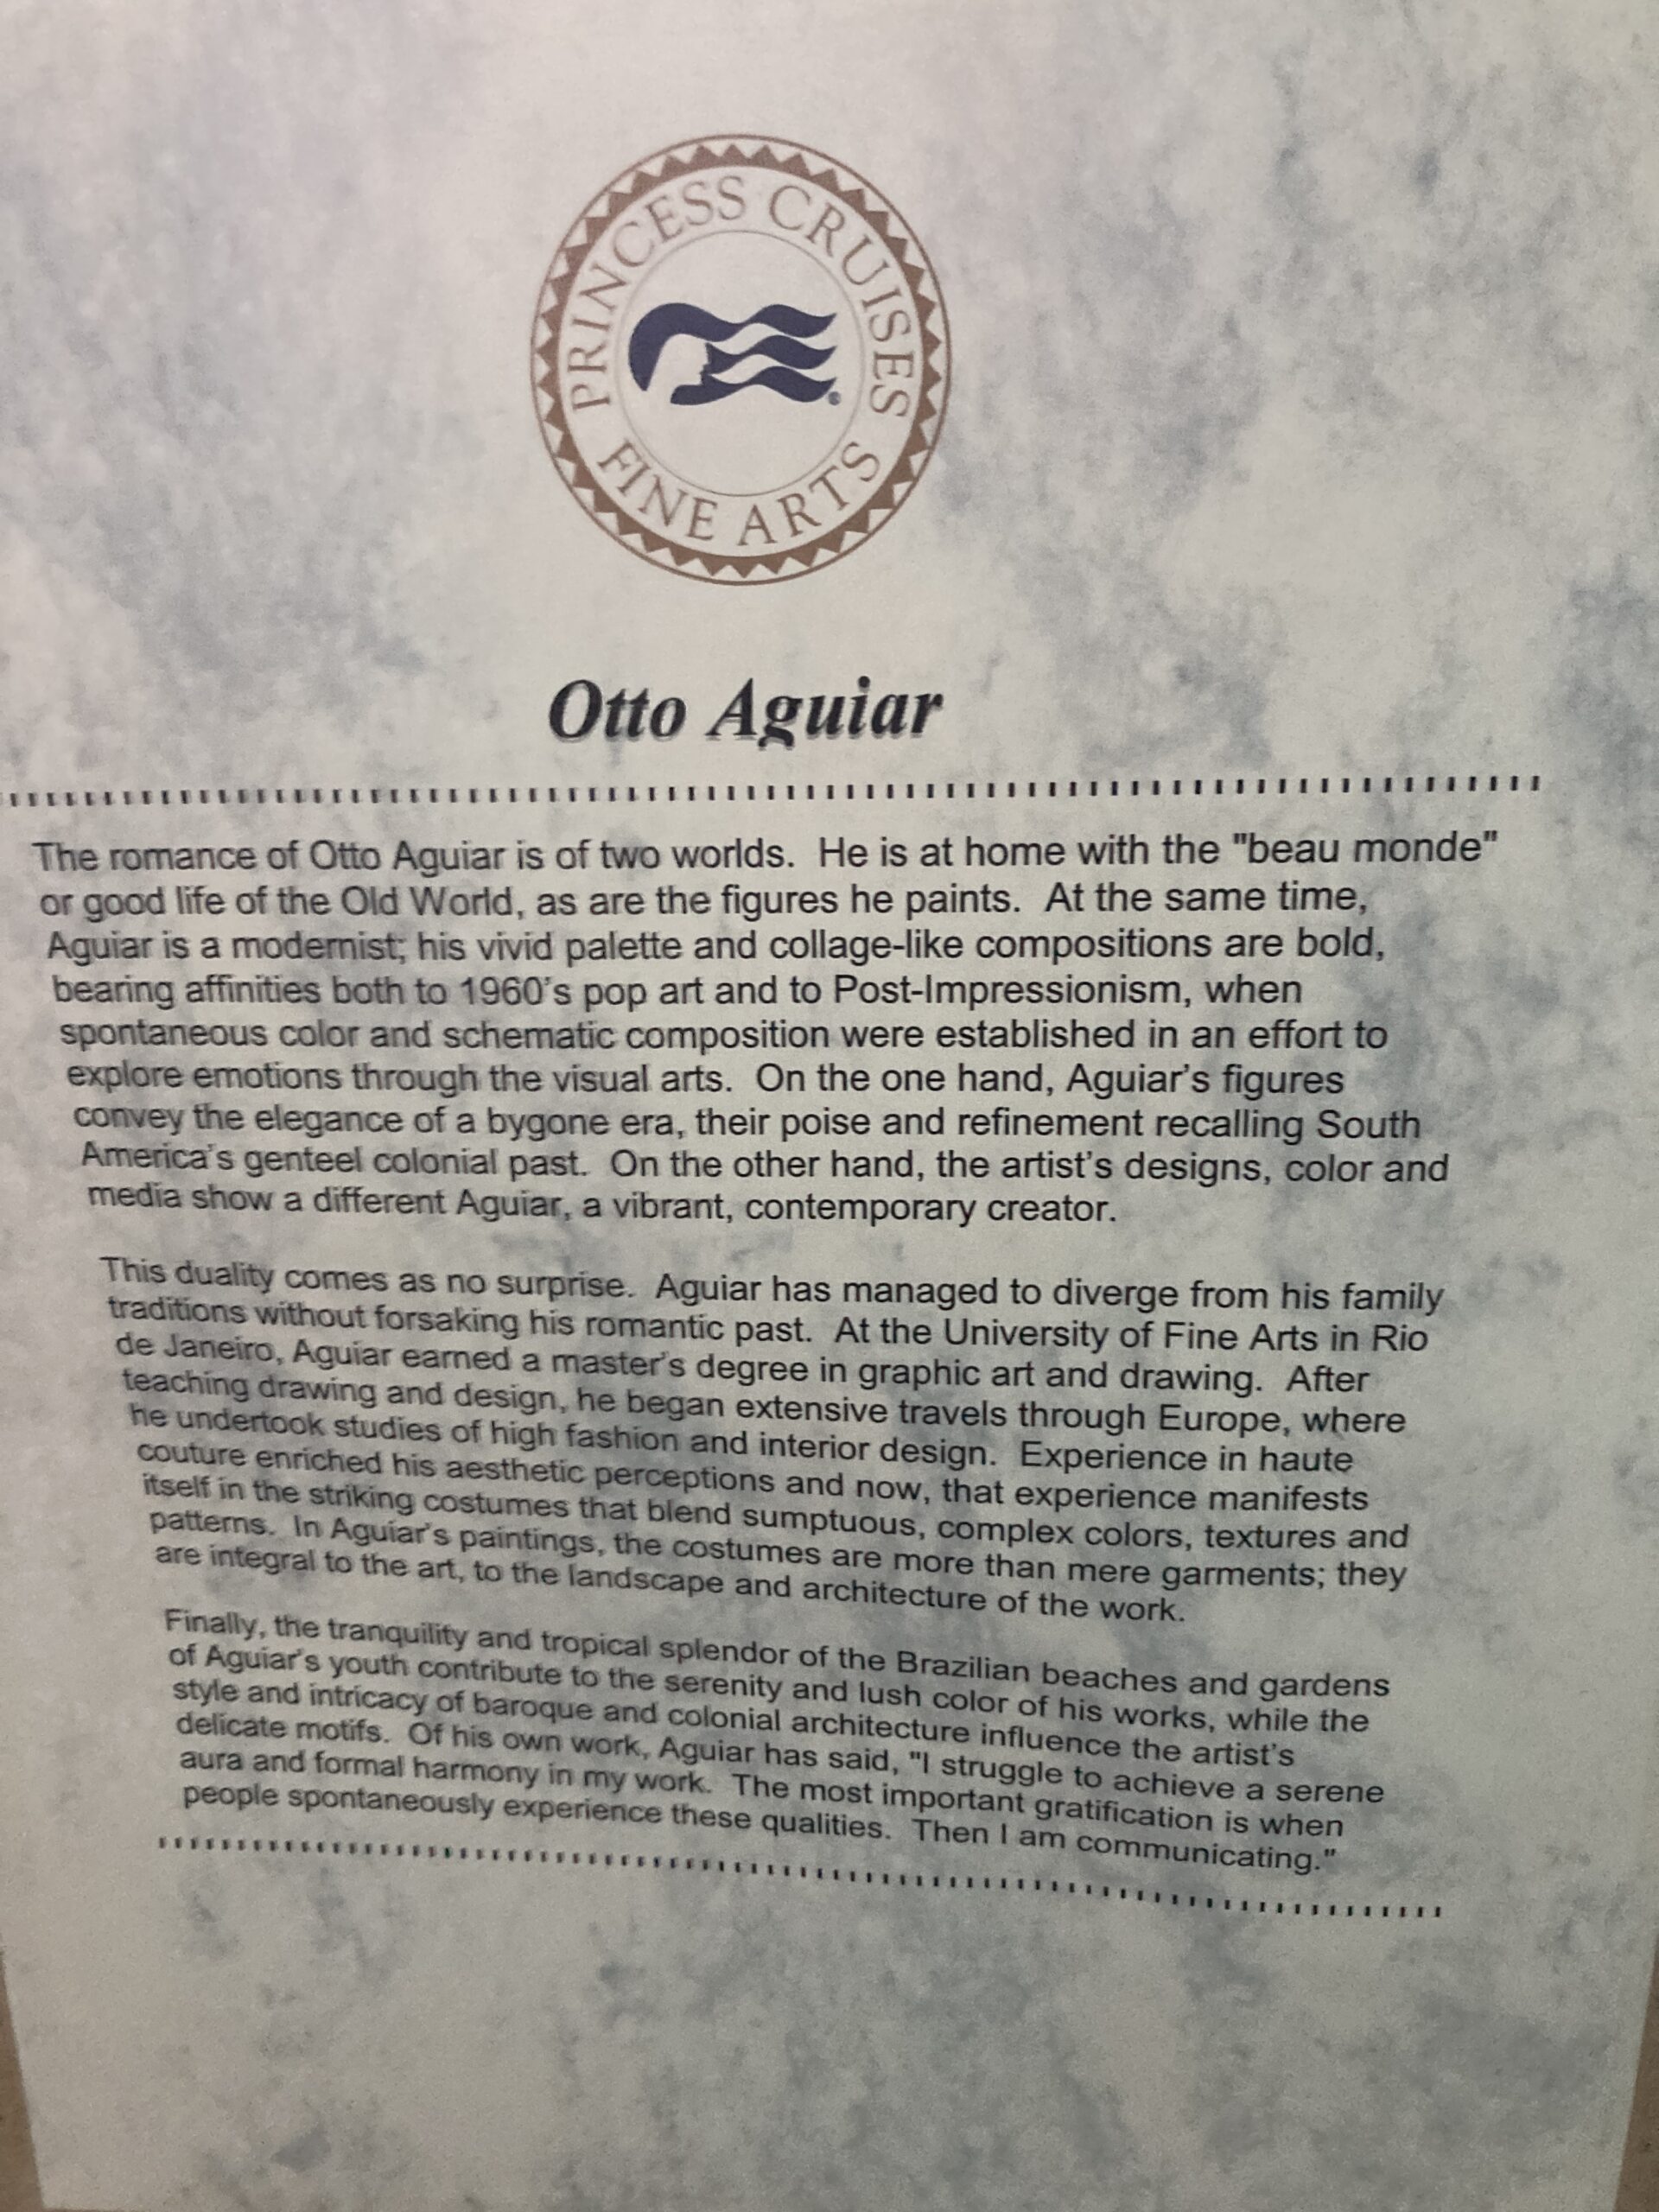 PRINCESS CRUISES
FINE ARTS
Otto Aguiar
The romance of Otto Aguiar is of two worlds. He is at home with the "beau monde"
or good life of the Old World, as are the figures he paints. At the same time,
Aguiar is a modernist; his vivid palette and collage-like compositions are bold,
bearing affinities both to 1960's pop art and to Post-Impressionism, when
spontaneous color and schematic composition were established in an effort to
explore emotions through the visual arts. On the one hand, Aguiar's figures
convey the elegance of a bygone era, their poise and refinement recalling South
America's genteel colonial past. On the other hand, the artist's designs, color and
media show a different Aguiar, a vibrant, contemporary creator.
This duality comes as no surprise. Aguiar has managed to diverge from his family
traditions without forsaking his romantic past. At the University of Fine Arts in Rio
de Janeiro, Aguiar earned a master's degree in graphic art and drawing. After
teaching drawing and design, he began extensive travels through Europe, where
he undertook studies of high fashion and interior design. Experience in haute
couture enriched his aesthetic perceptions and now, that experience manifests
itself in the striking costumes that blend sumptuous, complex colors, textures and
patterns. In Aguiar's paintings, the costumes are more than mere garments; they
are integral to the art, to the landscape and architecture of the work.
Finally, the tranquility and tropical splendor of the Brazilian beaches and gardens
of Aguiar's youth contribute to the serenity and lush color of his works, while the
style and intricacy of baroque and colonial architecture influence the artist's
delicate motifs. Of his own work, Aguiar has said, "I struggle to achieve a serene
aura and formal harmony in my work. The most important gratification is when
people spontaneously experience these qualities. Then I am communicating."